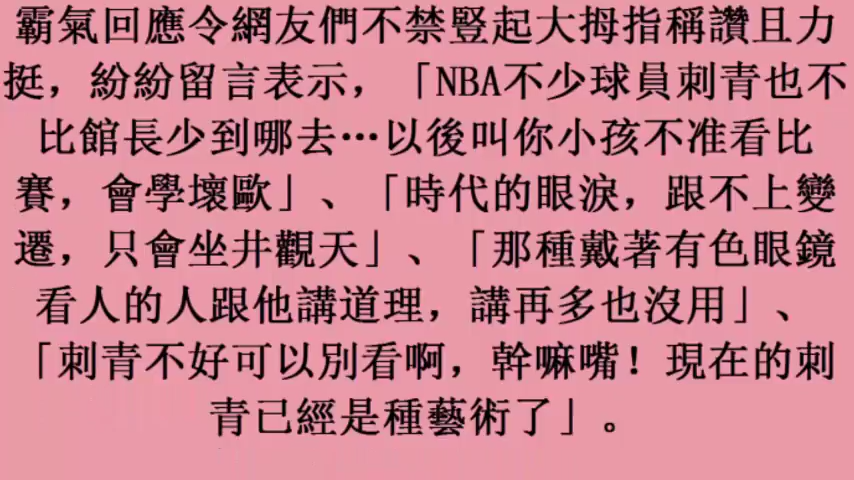 霸氣回應令網友們不禁豎起大拇指稱讚且力
挺，紛紛留言表示，「NBA不少球員刺青也不
比館長少到哪去…以後叫你小孩不准看比
賽，會學壞歐」、「時代的眼淚，跟不上變
遷，只會坐井觀天」、「那種戴著有色眼鏡
看人的人跟他講道理，講再多也沒用」、
「刺青不好可以別看啊，幹嘛嘴！現在的刺
青已經是種藝術了」。